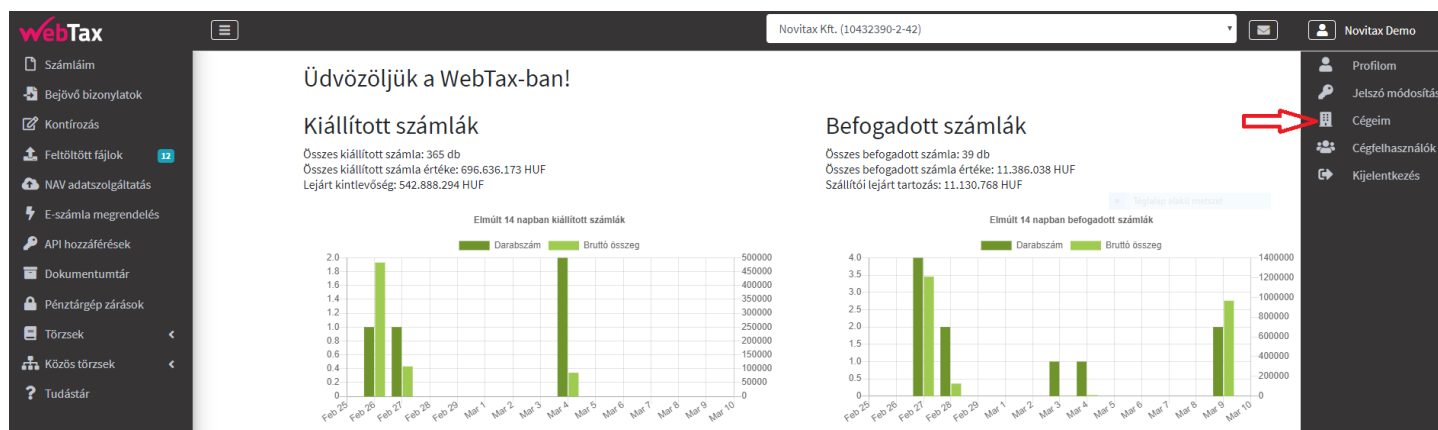 webTax
Novitax Kft. (10432390-2-42)
Novitax Demo
Számláim
Bejövő bizonylatok
Kontírozás
Feltöltött fájlok 12
NAV adatszolgáltatás
E-számla megrendelés
API hozzáférések
Dokumentumtár
Pénztárgép zárások
Törzsek
Közös törzsek
? Tudástár
Üdvözöljük a WebTax-ban!
Kiállított számlák
Összes kiállított számla: 365 db
Összes kiállított számla értéke: 696.636.173 HUF
Lejárt kintlevőség: 542.888.294 HUF
Elmúlt 14 napban kiállított számlák
Darabszám Bruttó összeg
2.0 500000
1.8 450000
1.6 400000
1.4 350000
1.2 300000
1.0 250000
0.8 200000
0.6 150000
0.4 100000
0.2 50000
0 0
Feb 25 Feb 26 Feb 27 Feb 28 Feb 29 Mar 1 Mar 2 Mar 3 Mar 4 Mar 5 Mar 6 Mar 7 Mar 8 Mar 9 Mar 10
Befogadott számlák
Összes befogadott számla: 39 db
Összes befogadott számla értéke: 11.386.038 HUF
Szállítói lejárt tartozás: 11.130.768 HUF
Téglalap alakú metszet
Elmúlt 14 napban befogadott számlák
Darabszám Bruttó összeg
4.0 1400000
3.5 1200000
3.0 1000000
2.5 800000
2.0 600000
1.5 400000
1.0 200000
0.5
0 0
Feb 25 Feb 26 Feb 27 Feb 28 Feb 29 Mar 1 Mar 2 Mar 3 Mar 4 Mar 5 Mar 6 Mar 7 Mar 8 Mar 9 Mar 10
Profilom
Jelszó módosítás
Cégeim
Cégfelhasználók
Kijelentkezés